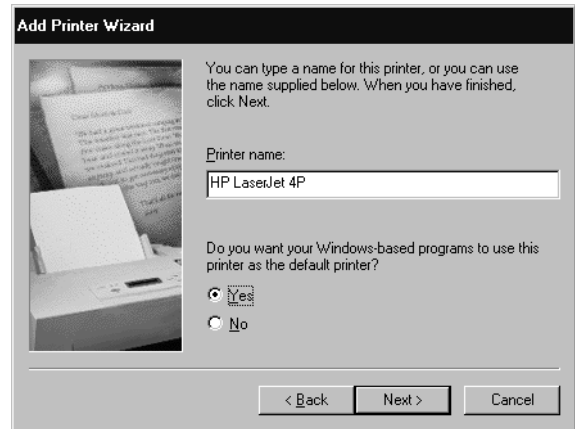 Add Printer Wizard
You can type a name for this printer, or you can use
the name supplied below. When you have finished,
click Next.
Printer name:
HP LaserJet 4P
Do you want your Windows-based programs to use this
printer as the default printer?
Yes
No
< Back
Next >
Cancel